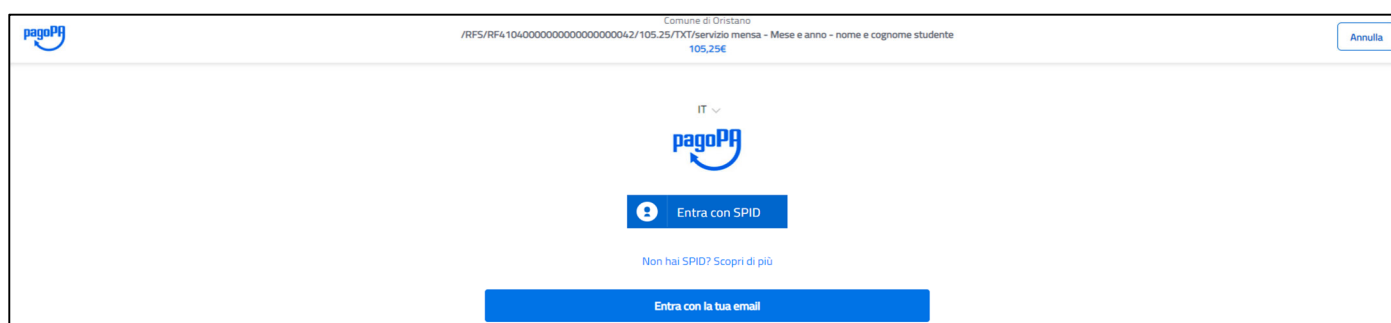 pagoPA
Comune di Oristano
/RFS/RF41040000000000000000042/105.25/TXT/servizio mensa - Mese e anno - nome e cognome studente
105,25€
Annulla
IT
pagoPA
Entra con SPID
Non hai SPID? Scopri di più
Entra con la tua email